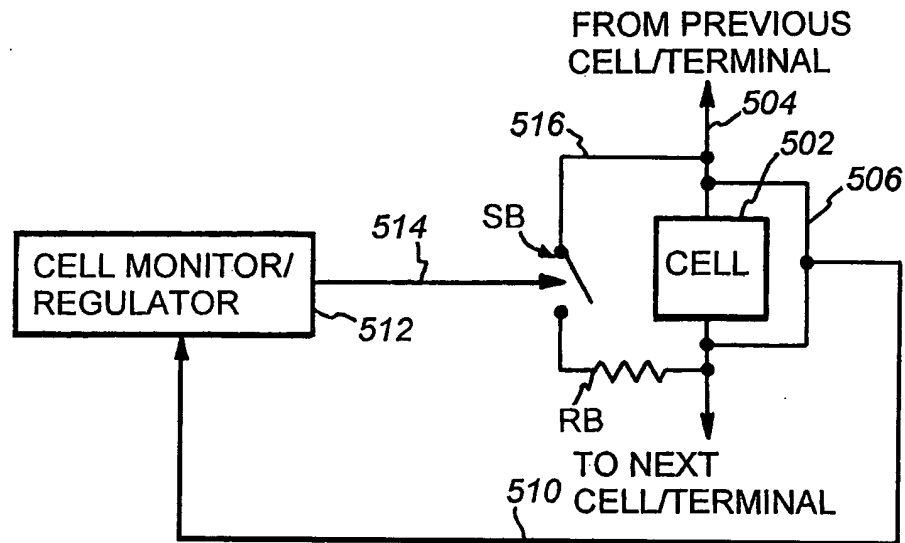 FROM PREVIOUS
CELL/TERMINAL
504
516
502
506
SB
514
CELL
CELL MONITOR/
REGULATOR
512
RB
TO NEXT
CELL/TERMINAL
510